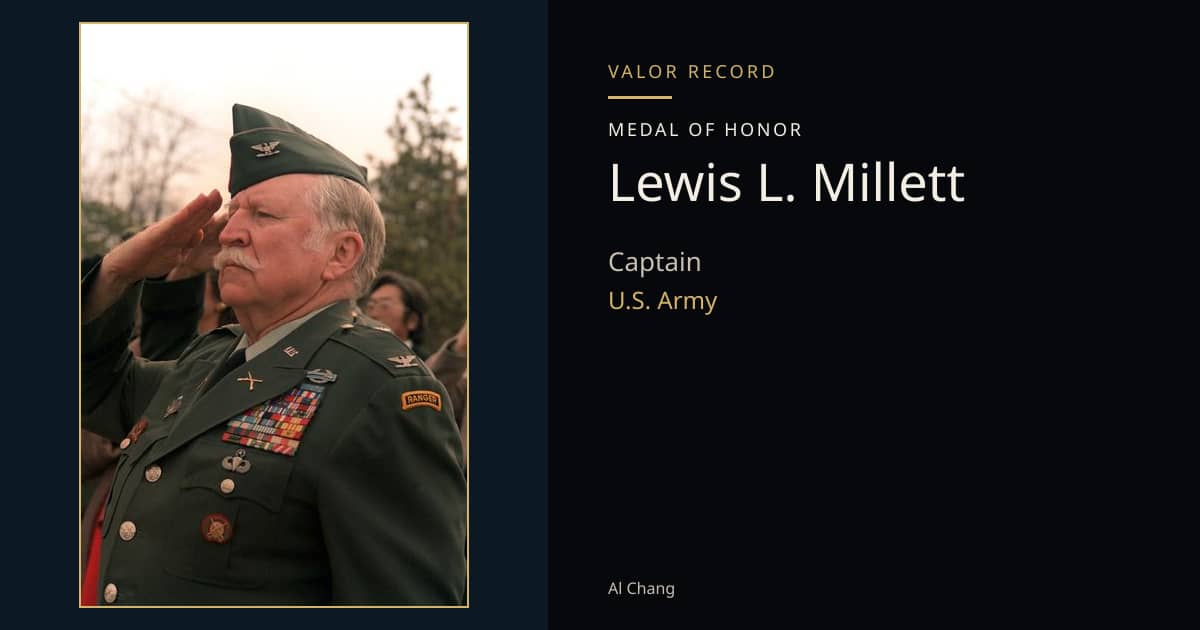 VALOR RECORD
MEDAL OF HONOR
Lewis L. Millett
Captain
U.S. Army
RANGER
Al Chang